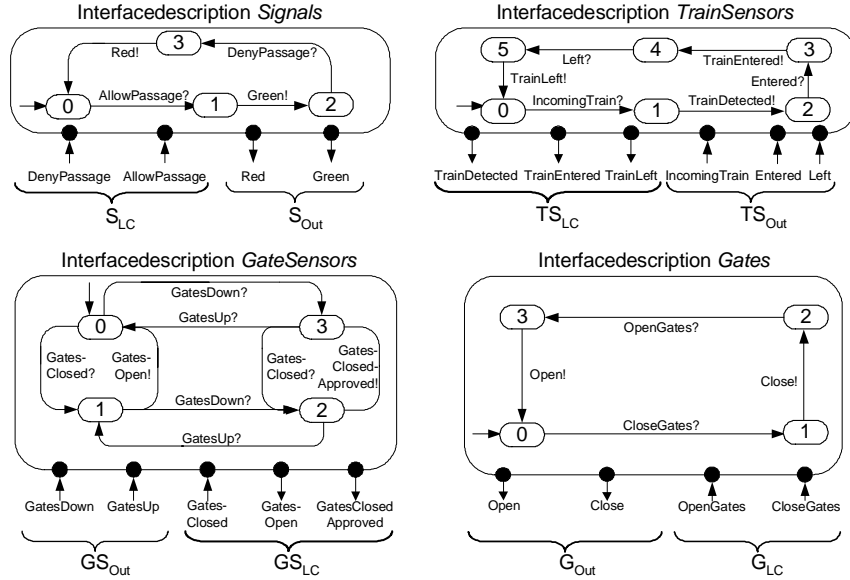 Interfacedescription Signals
3
Red!
DenyPassage?
0
AllowPassage?
1
Green!
2
DenyPassage
AllowPassage
Red
Green
SLC
SOut
Interfacedescription TrainSensors
5
Left?
4
TrainEntered!
3
TrainLeft!
Entered?
0
IncomingTrain?
1
TrainDetected!
2
TrainDetected
TrainEntered
TrainLeft
IncomingTrain
Entered
Left
TSLC
TSOut
Interfacedescription GateSensors
GatesDown?
0
GatesUp?
3
Gates-
Closed?
Gates-
Open!
Gates-
Closed?
Gates-
Closed-
Approved!
1
GatesDown?
2
GatesUp?
GatesDown
GatesUp
Gates-
Closed
Gates-
Open
GatesClosed
Approved
GSOut
GSLC
Interfacedescription Gates
3
OpenGates?
2
Open!
Close!
0
CloseGates?
1
Open
Close
OpenGates
CloseGates
GOut
GLC